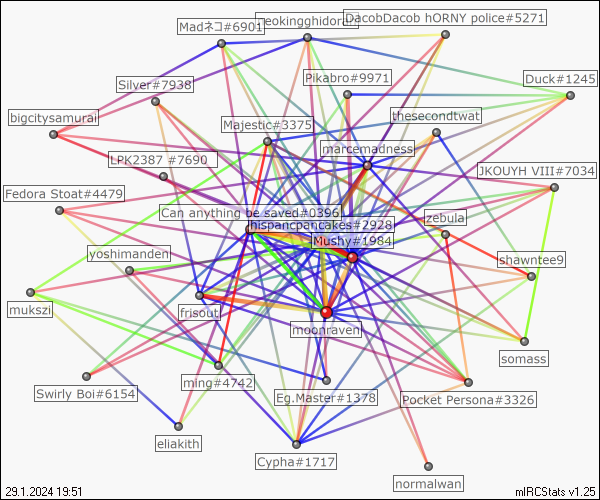 DacobDacob hORNY police#5271
eokingghidor
Madネコ#6901
Pikabro#9971
Duck#1245
Silver#7938
bigcitysamurai
thesecondtwat
Majestic#3375
marcemadness
LPK2387 #7690
JKOUYH VIII#7034
Fedora Stoat#4479
Can anything be saved#0396
zebula
hispancpancakes#2928
Mushy#1984
yoshimanden
shawntee9
mukszi
frisout
moonraven
somass
ming#4742
Swirly Boi#6154
Eg.Master#1378
Pocket Persona#3326
eliakith
Cypha#1717
normalwan
29.1.2024 19:51
mIRCStats v1.25